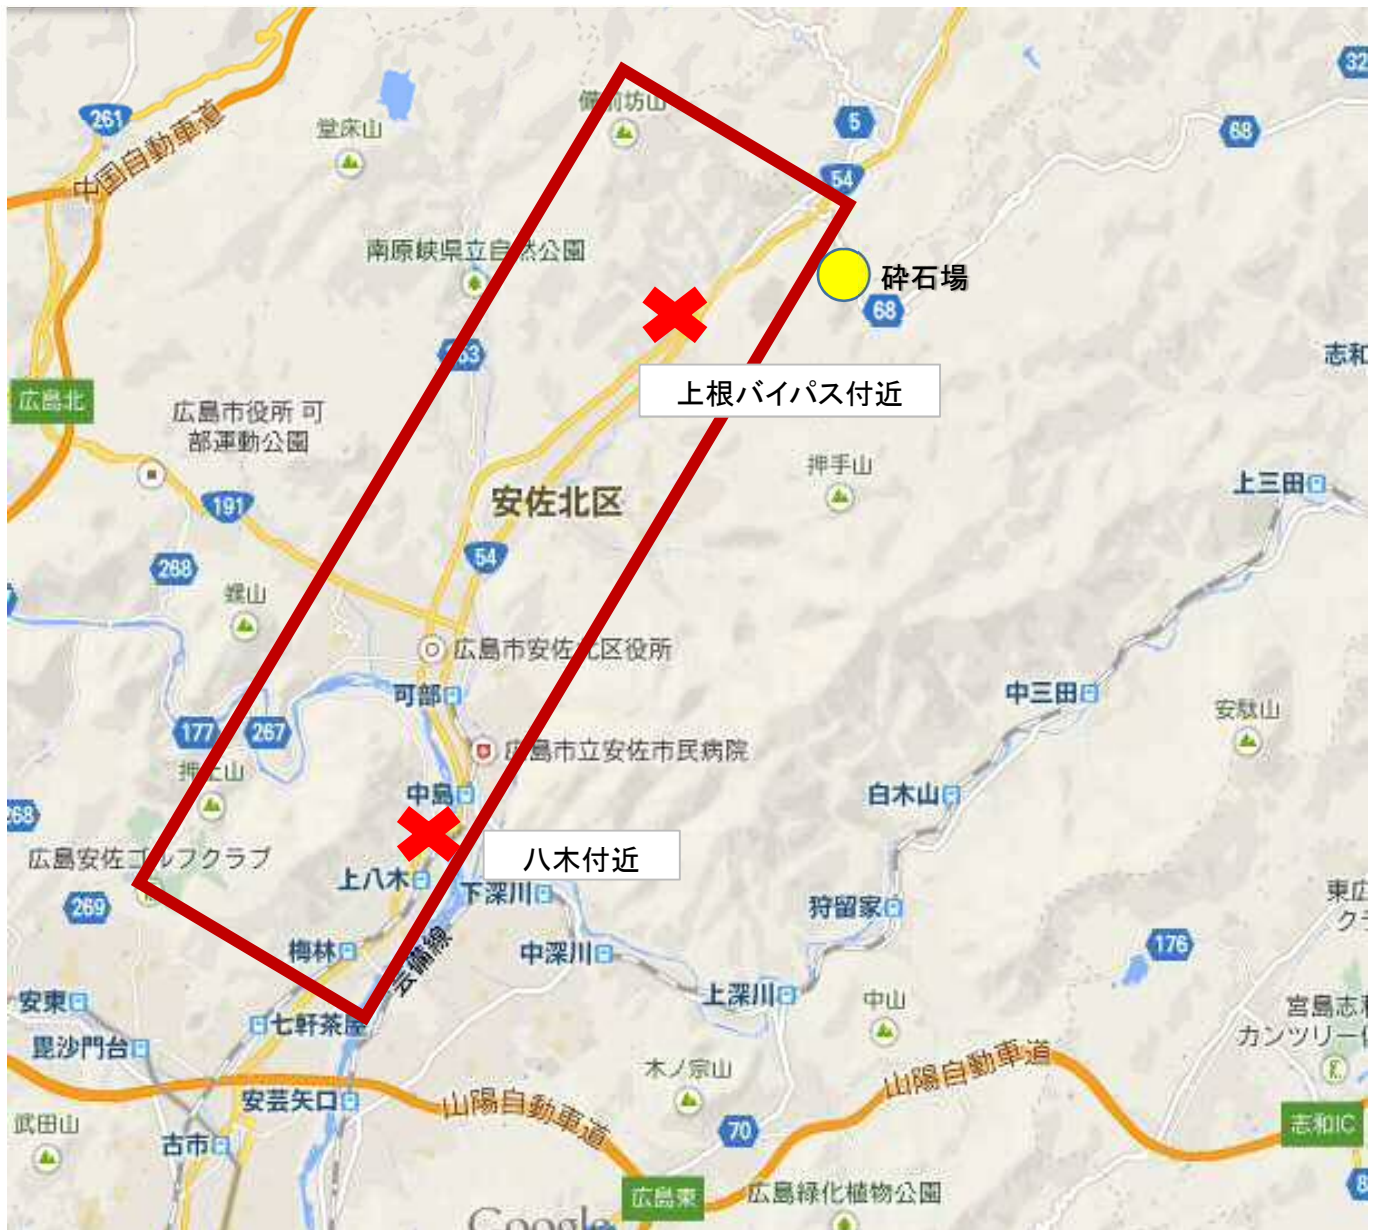 備前坊山
32
261
堂床山
5
68
中国自動車道
54
南原峡県立自然公園
砕石場
68
志和
広島北
上根バイパス付近
広島市役所 可
部運動公園
押手山
上三田
安佐北区
191
54
268
螺山
広島市安佐北区役所
可部
中三田
安駄山
177
267
広島市立安佐市民病院
押上山
中島
白木山
268
八木付近
広島安佐ゴルフクラブ
上八木
下深川
東広
269
狩留家
ク
梅林
芸備線
中深川
176
安東
上深川
中山
宮島志和
七軒茶屋
カンツリー
毘沙門台
木ノ宗山
山陽自動車道
安芸矢口
山陽自動車道
武田山
古市
70
志和IC
広島東
広島緑化植物公園
8
Google